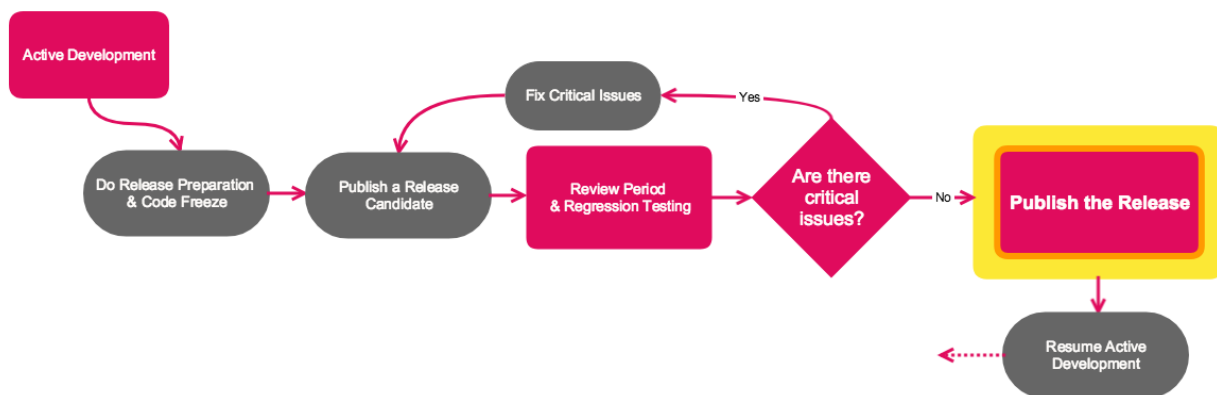 Active Development
Fix Critical Issues
Yes
Do Release Preparation
& Code Freeze
Publish a Release
Candidate
Review Period
& Regression Testing
Are there
critical
issues?
No
Publish the Release
Resume Active
Development